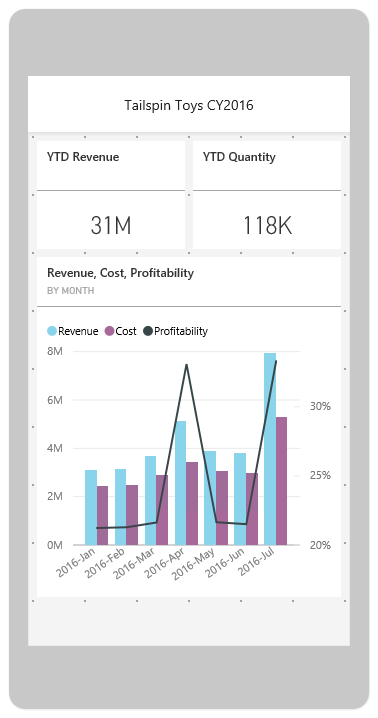 Tailspin Toys CY2016
YTD Revenue
YTD Quantity
31M
118K
Revenue, Cost, Profitability
BY MONTH
Revenue Cost Profitability
8M
6M
4M
2M
0M
30%
25%
20%
2016-Jan
2016-Feb
2016-Mar
2016-Apr
2016-May
2016-Jun
2016-Jul